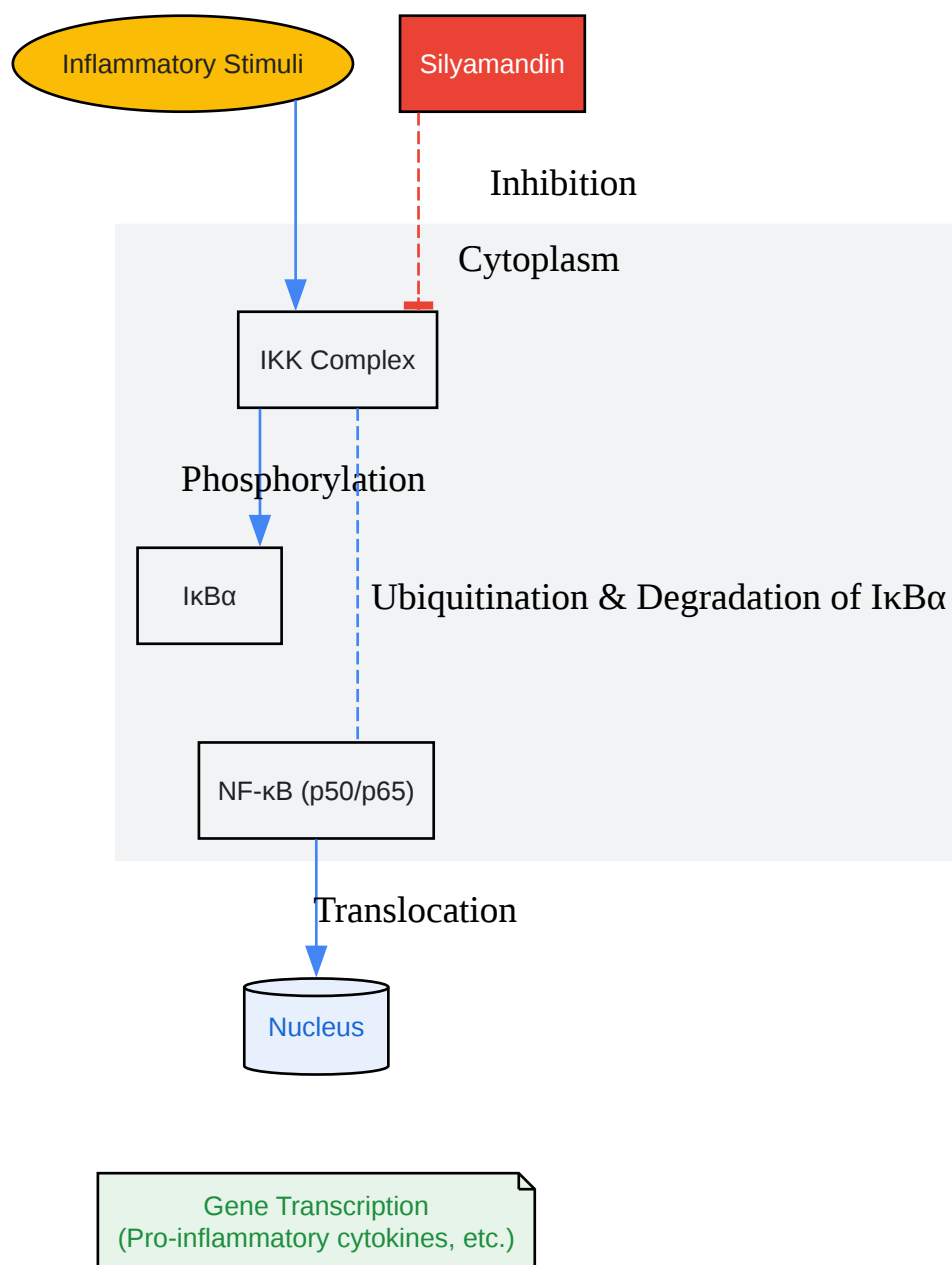 Inflammatory Stimuli
Silyamandin
Inhibition
Cytoplasm
IKK Complex
Phosphorylation
IκBα
Ubiquitination & Degradation of IκBα
NF-κB (p50/p65)
Translocation
Nucleus
Gene Transcription
(Pro-inflammatory cytokines, etc.)